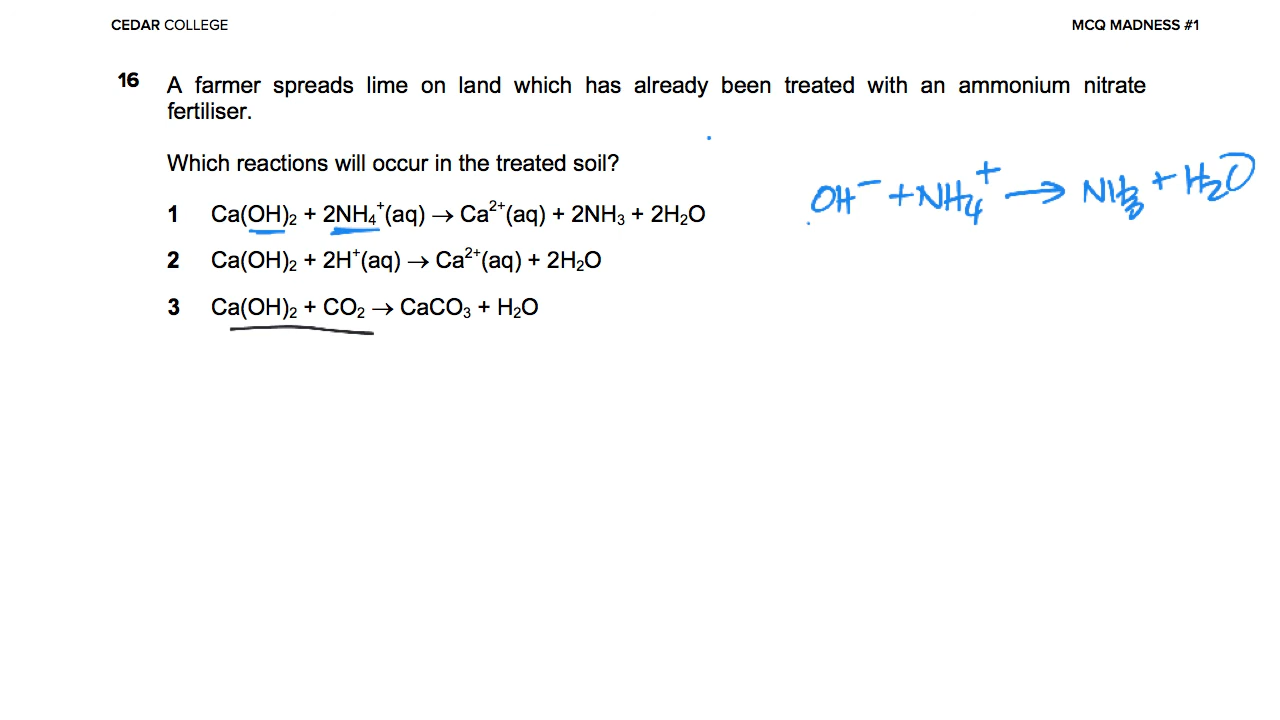 CEDAR COLLEGE MCQ MADNESS #1
16 A farmer spreads lime on land which has already been treated with an ammonium nitrate
fertiliser.
Which reactions will occur in the treated soil?
OH⁻ + NH₄⁺ → NH₃ + H₂O
1 Ca(OH)₂ + 2NH₄⁺(aq) → Ca²⁺(aq) + 2NH₃ + 2H₂O
2 Ca(OH)₂ + 2H⁺(aq) → Ca²⁺(aq) + 2H₂O
3 Ca(OH)₂ + CO₂ → CaCO₃ + H₂O